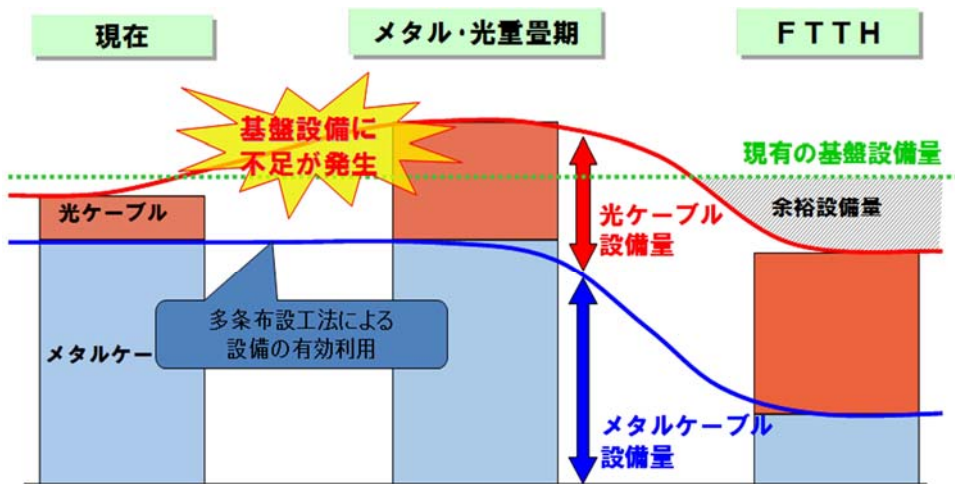 現在
メタル・光重畳期
ＦＴＴＨ
基盤設備に
不足が発生
現有の基盤設備量
光ケーブル
余裕設備量
光ケーブル
設備量
多条布設工法による
設備の有効利用
メタルケー
メタルケーブル
設備量